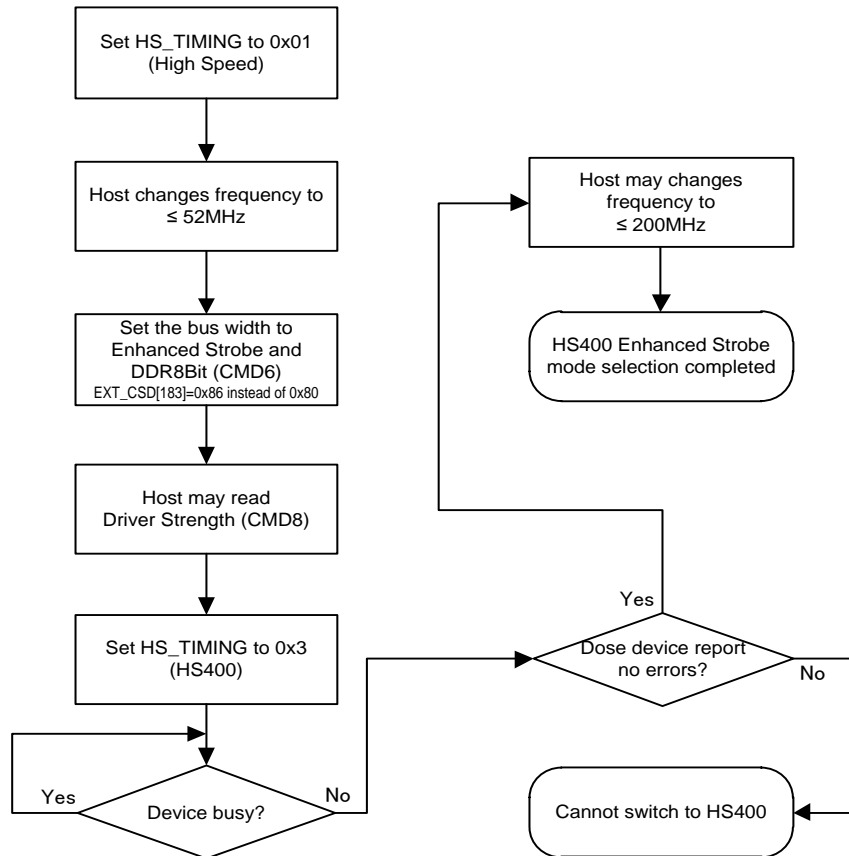 Set HS_TIMING to 0x01
(High Speed)
Host changes frequency to
≤ 52MHz
Set the bus width to
Enhanced Strobe and
DDR8Bit (CMD6)
EXT_CSD[183]=0x86 instead of 0x80
Host may read
Driver Strength (CMD8)
Set HS_TIMING to 0x3
(HS400)
Device busy?
Yes
No
Dose device report
no errors?
Yes
No
Host may changes
frequency to
≤ 200MHz
HS400 Enhanced Strobe
mode selection completed
Cannot switch to HS400